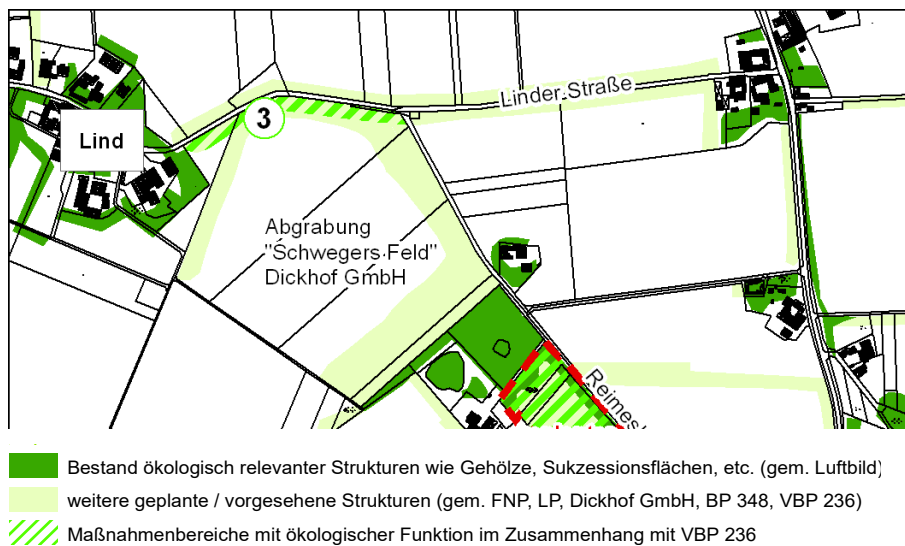 Linder Straße
3
Lind
Abgrabung
"Schwegers Feld"
Dickhof GmbH
Bestand ökologisch relevanter Strukturen wie Gehölze, Sukzessionsflächen, etc. (gem. Luftbild)
weitere geplante / vorgesehene Strukturen (gem. FNP, LP, Dickhof GmbH, BP 348, VBP 236)
Maßnahmenbereiche mit ökologischer Funktion im Zusammenhang mit VBP 236